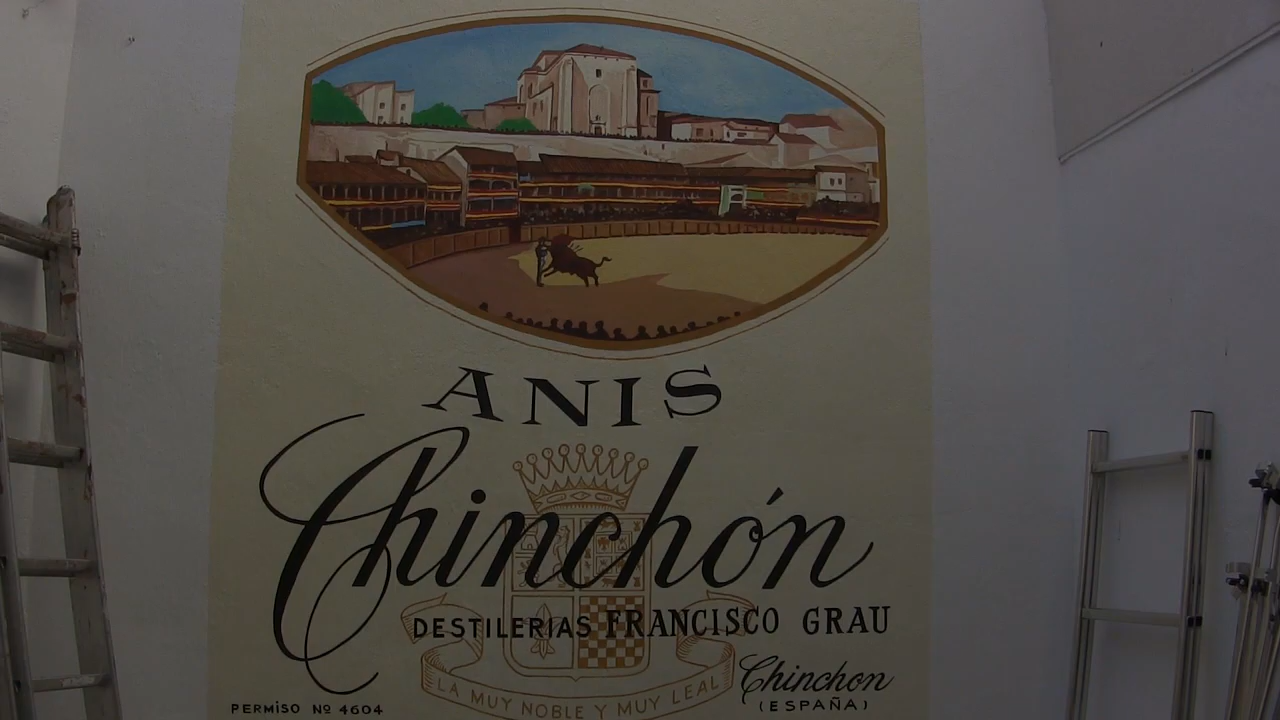 ANIS
Chinchón
DESTILERIAS FRANCISCO GRAU
Chinchon
(ESPAÑA)
LA MUY NOBLE Y MUY LEAL
PERMISO Nº 4604